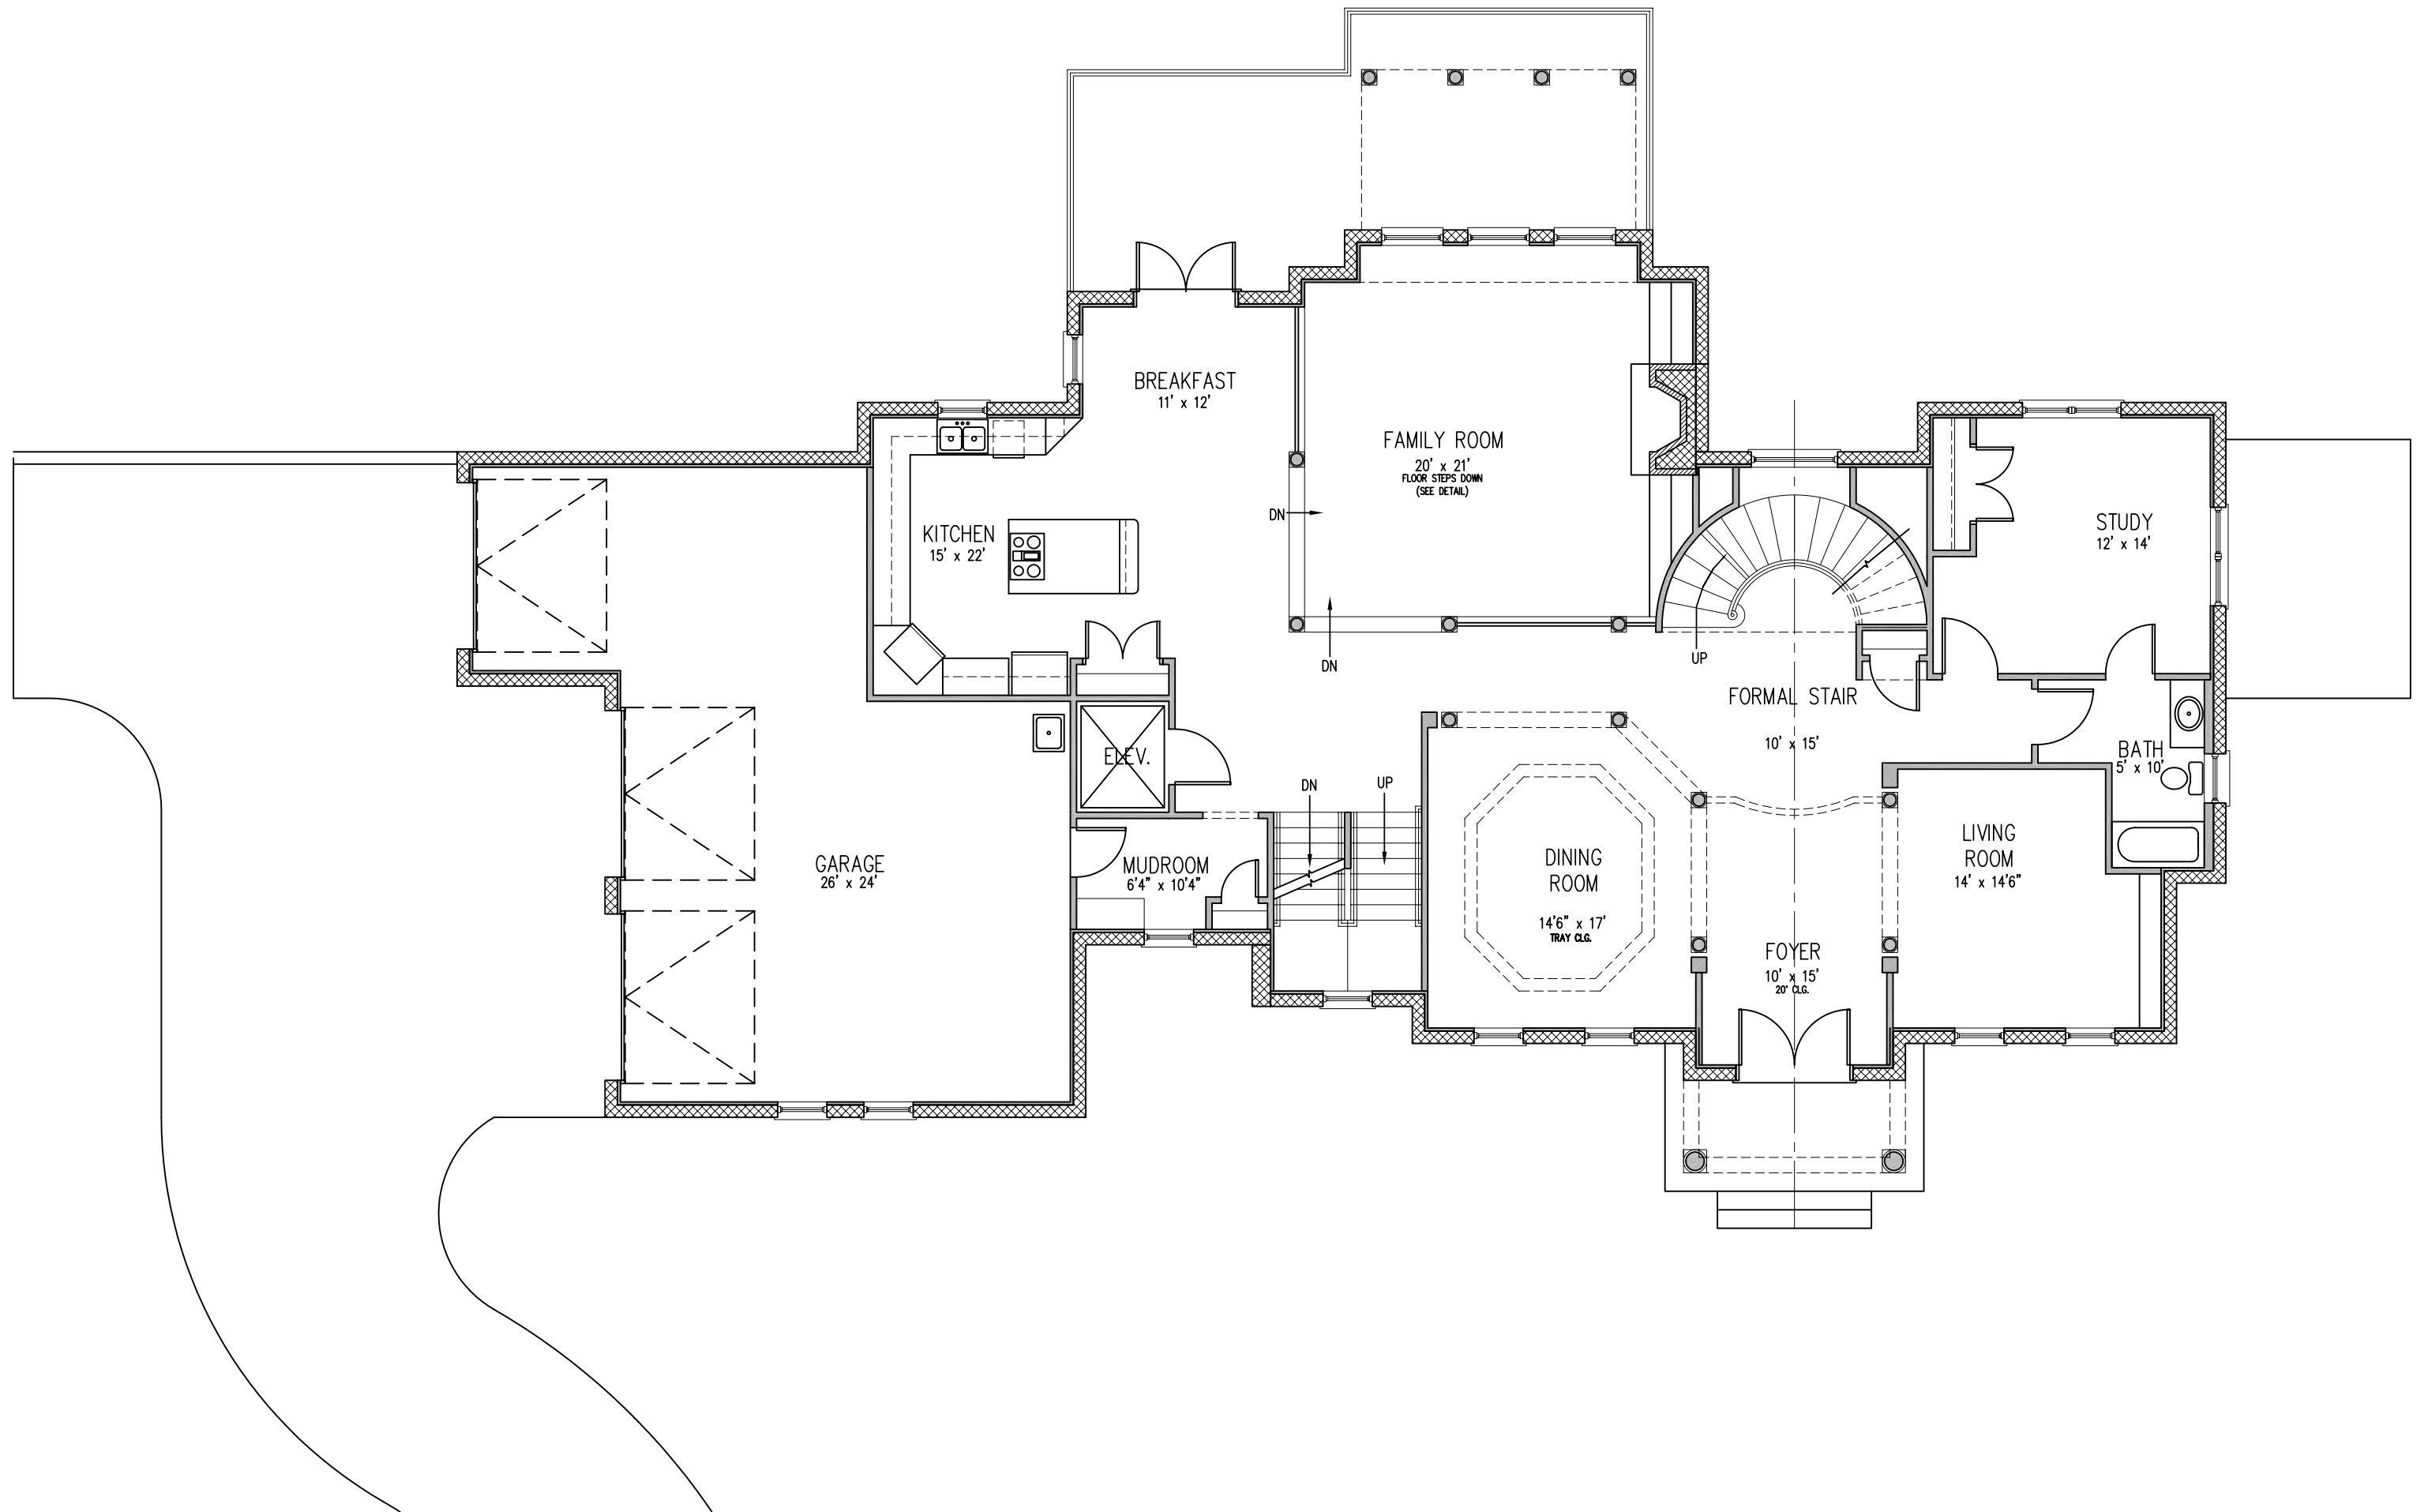 BREAKFAST
11' x 12'
FAMILY ROOM
20' x 21'
FLOOR STEPS DOWN
(SEE DETAIL)
DN
KITCHEN
15' x 22'
STUDY
12' x 14'
DN
UP
FORMAL STAIR
10' x 15'
ELEV.
BATH
5' x 10'
DN
UP
GARAGE
26' x 24'
MUDROOM
6'4" x 10'4"
DINING
ROOM
14'6" x 17'
TRAY CLG.
LIVING
ROOM
14' x 14'6"
FOYER
10' x 15'
20' CLG.